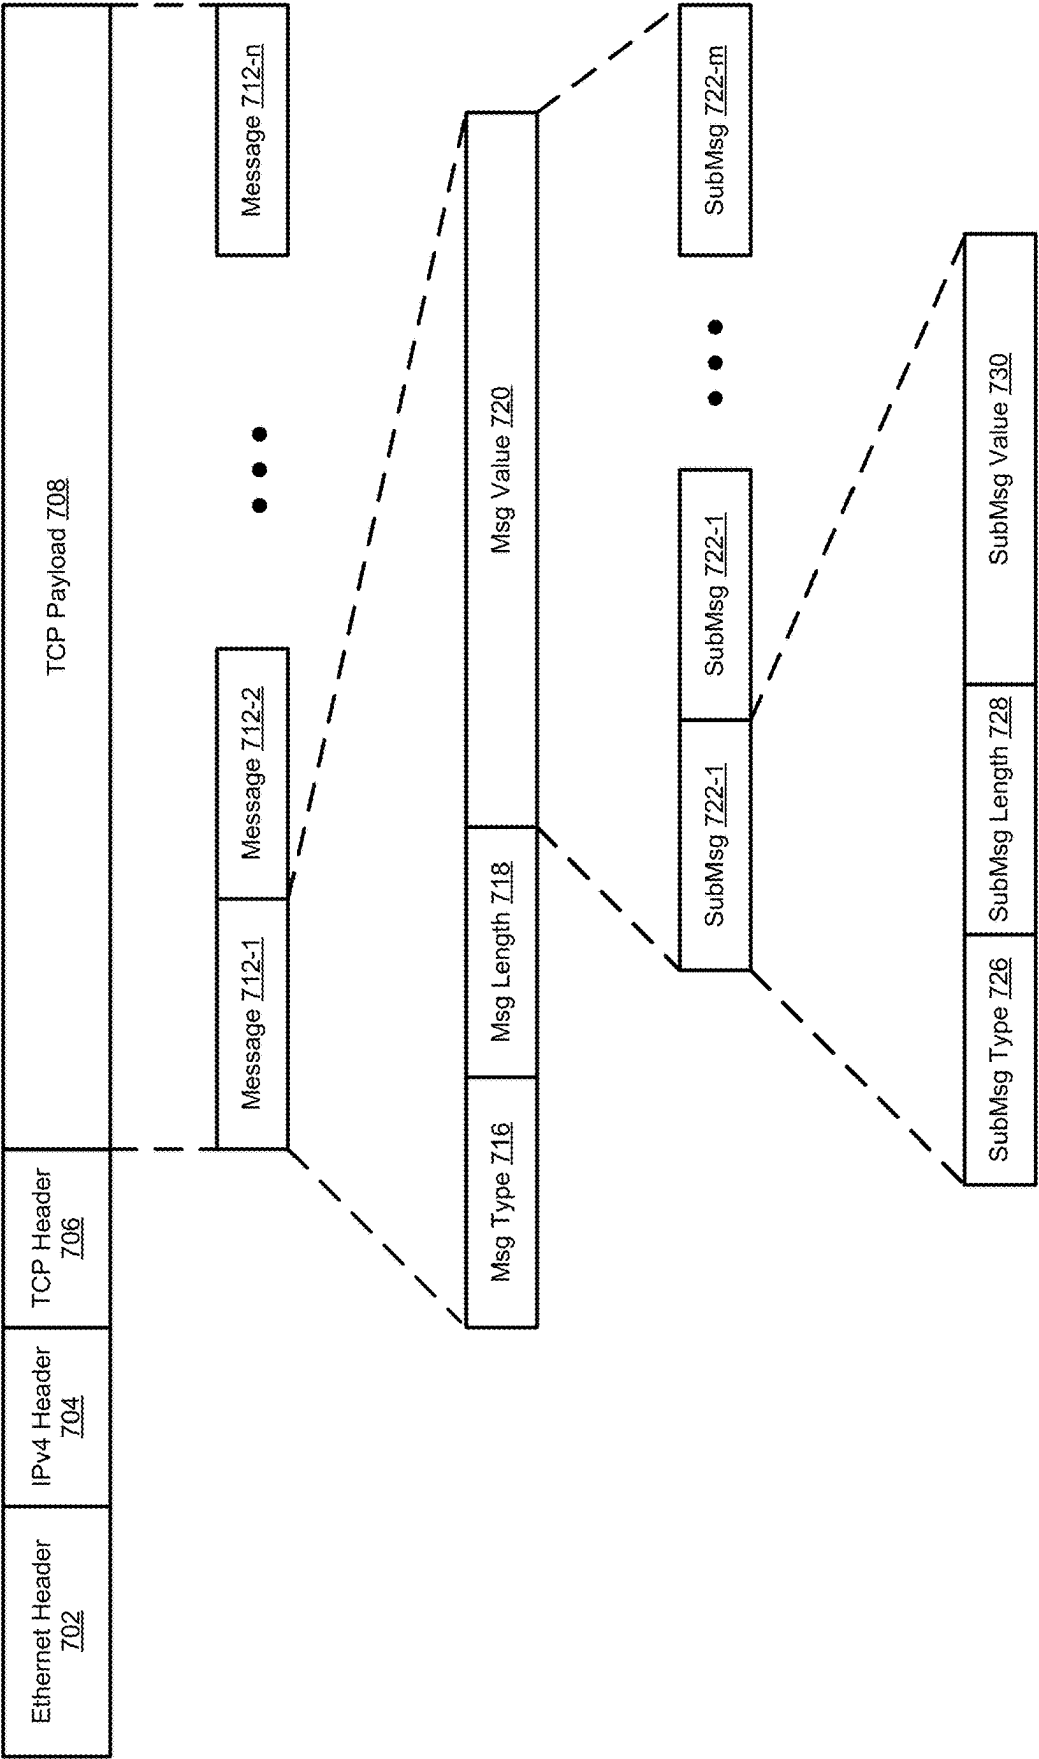 Ethernet Header
702
IPv4 Header
704
TCP Header
706
TCP Payload 708
Message 712-1
Message 712-2
Message 712-n
Msg Type 716
Msg Length 718
Msg Value 720
SubMsg 722-1
SubMsg 722-1
SubMsg 722-m
SubMsg Type 726
SubMsg Length 728
SubMsg Value 730